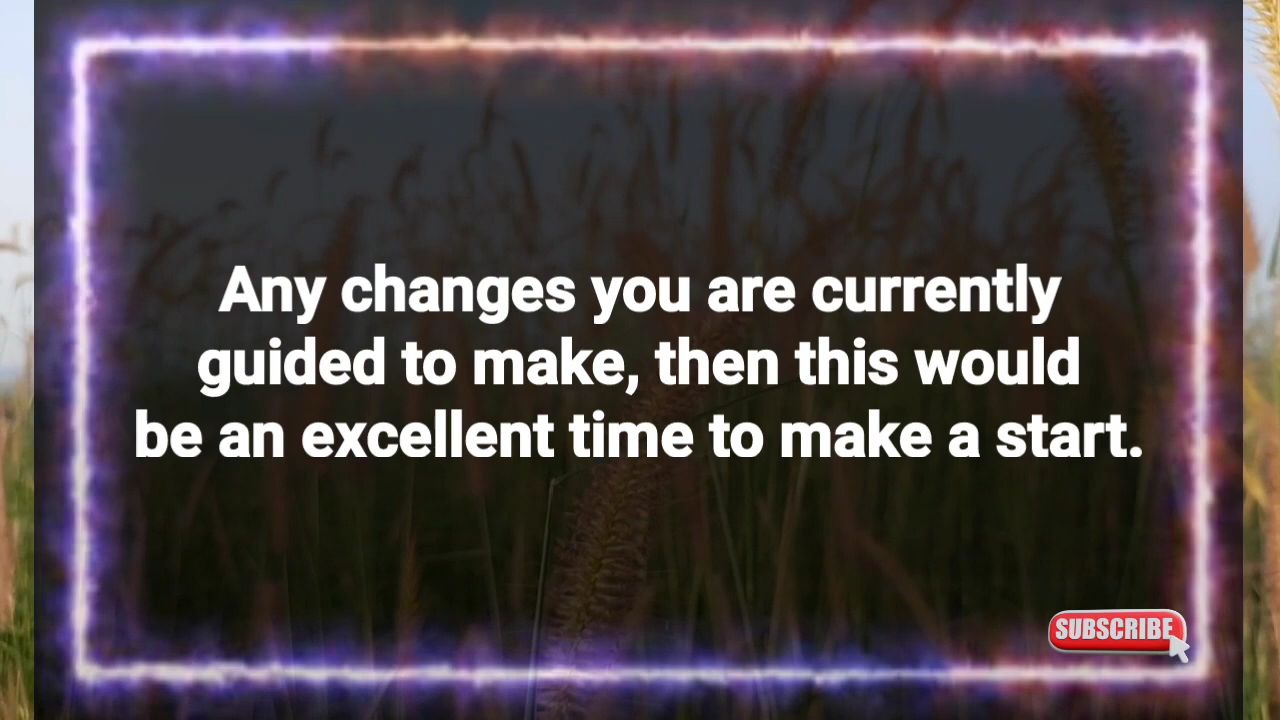 Any changes you are currently
guided to make, then this would
be an excellent time to make a start.
SUBSCRIBE